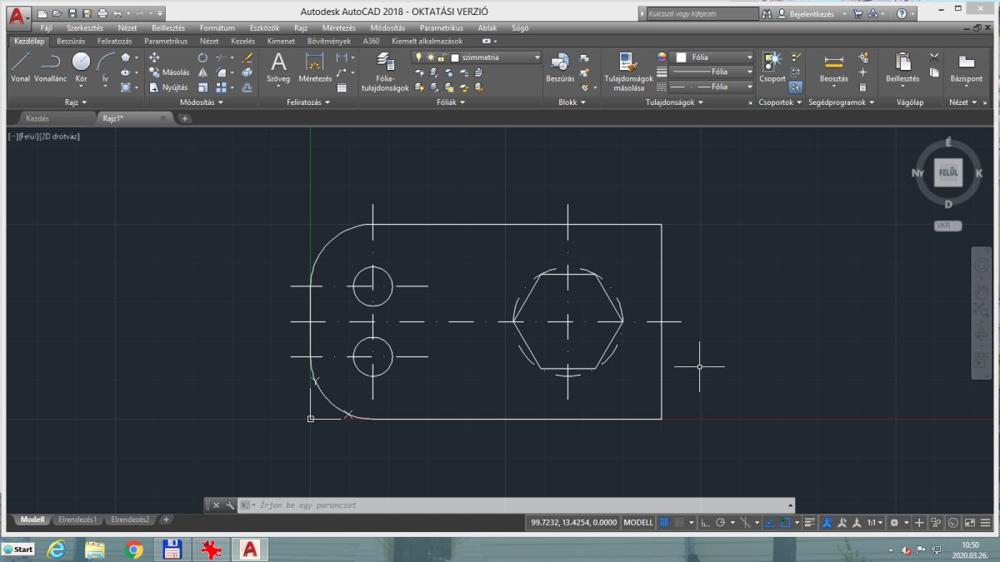 Autodesk AutoCAD 2018 - OKTATÁSI VERZIÓ
Kulcsszó vagy kifejezés
Bejelentkezés
Fájl Szerkesztés Nézet Beillesztés Formátum Eszközök Rajz Méretezés Módosítás Parametrikus Ablak Súgó
Kezdőlap Beszúrás Feliratozás Parametrikus Nézet Kezelés Kimenet Bővítmények A360 Kiemelt alkalmazások
Vonal Vonallánc Kör Ív
Másolás
Nyújtás
Szöveg Méretezés
Fólia-
tulajdonságok
szimmetria
Beszúrás
Tulajdonságok
másolása
Fólia
Fólia
Fólia
Csoport
Beosztás
Beillesztés
Bázispont
Rajz Módosítás Feliratozás Fóliák Blokk Tulajdonságok Csoportok Segédprogramok Vágólap Nézet
Kezdés Rajz1*
[−][Felül][2D drótváz]
É
Ny FELÜL K
D
VKR
Y
X
Írjon be egy parancsot
Modell Elrendezés1 Elrendezés2 +
99.7232, 13.4254, 0.0000 MODELL 1:1
Start
10:50
2020.03.26.